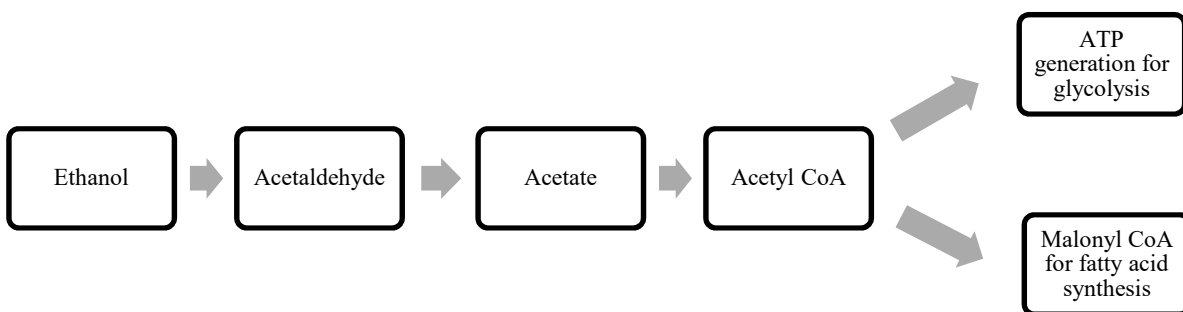 Ethanol
Acetaldehyde
Acetate
Acetyl CoA
ATP
generation for
glycolysis
Malonyl CoA
for fatty acid
synthesis